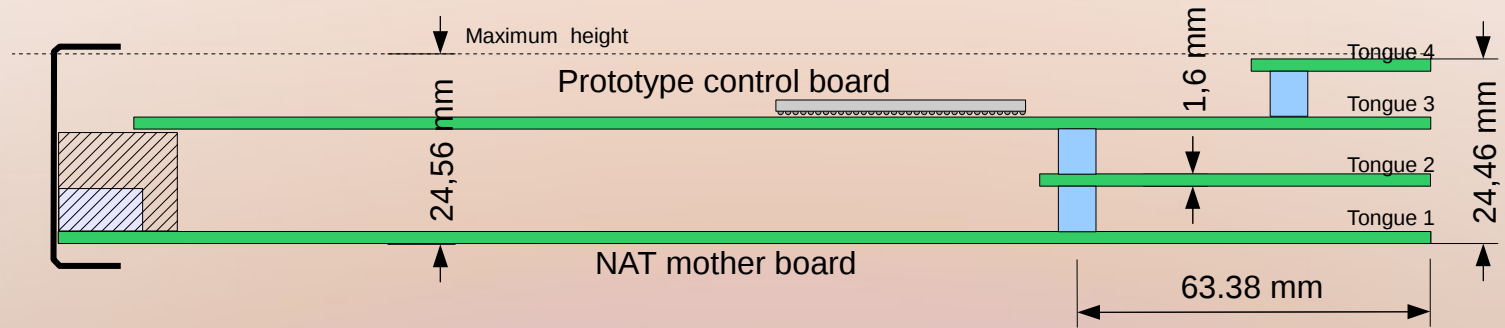 Maximum height
1,6 mm
Tongue 4
Prototype control board
Tongue 3
24,56 mm
24,46 mm
Tongue 2
Tongue 1
NAT mother board
63.38 mm